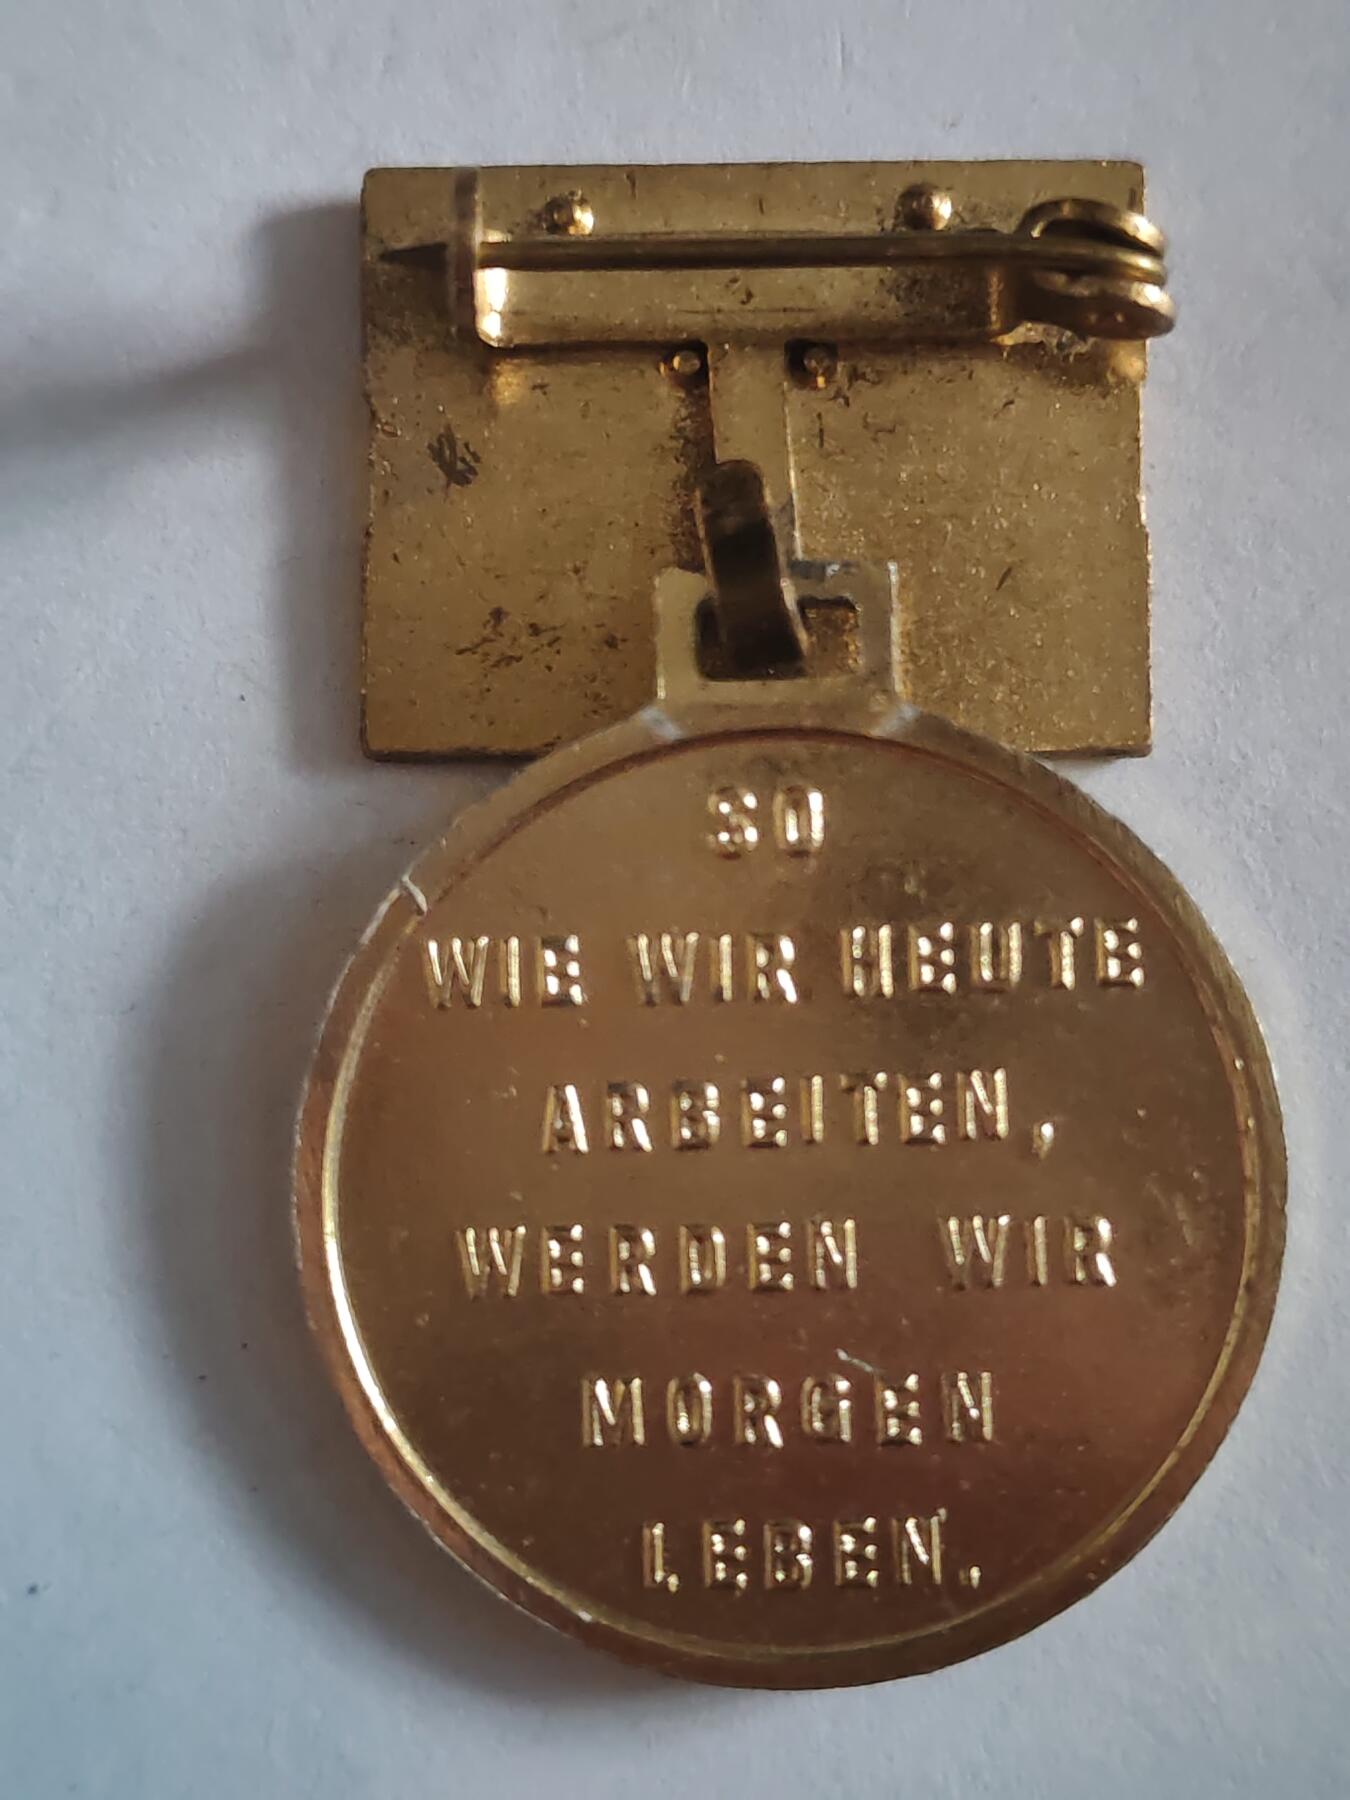 SO
WIE WIR HEUTE
ARBEITEN,
WERDEN WIR
MORGEN
LEBEN.